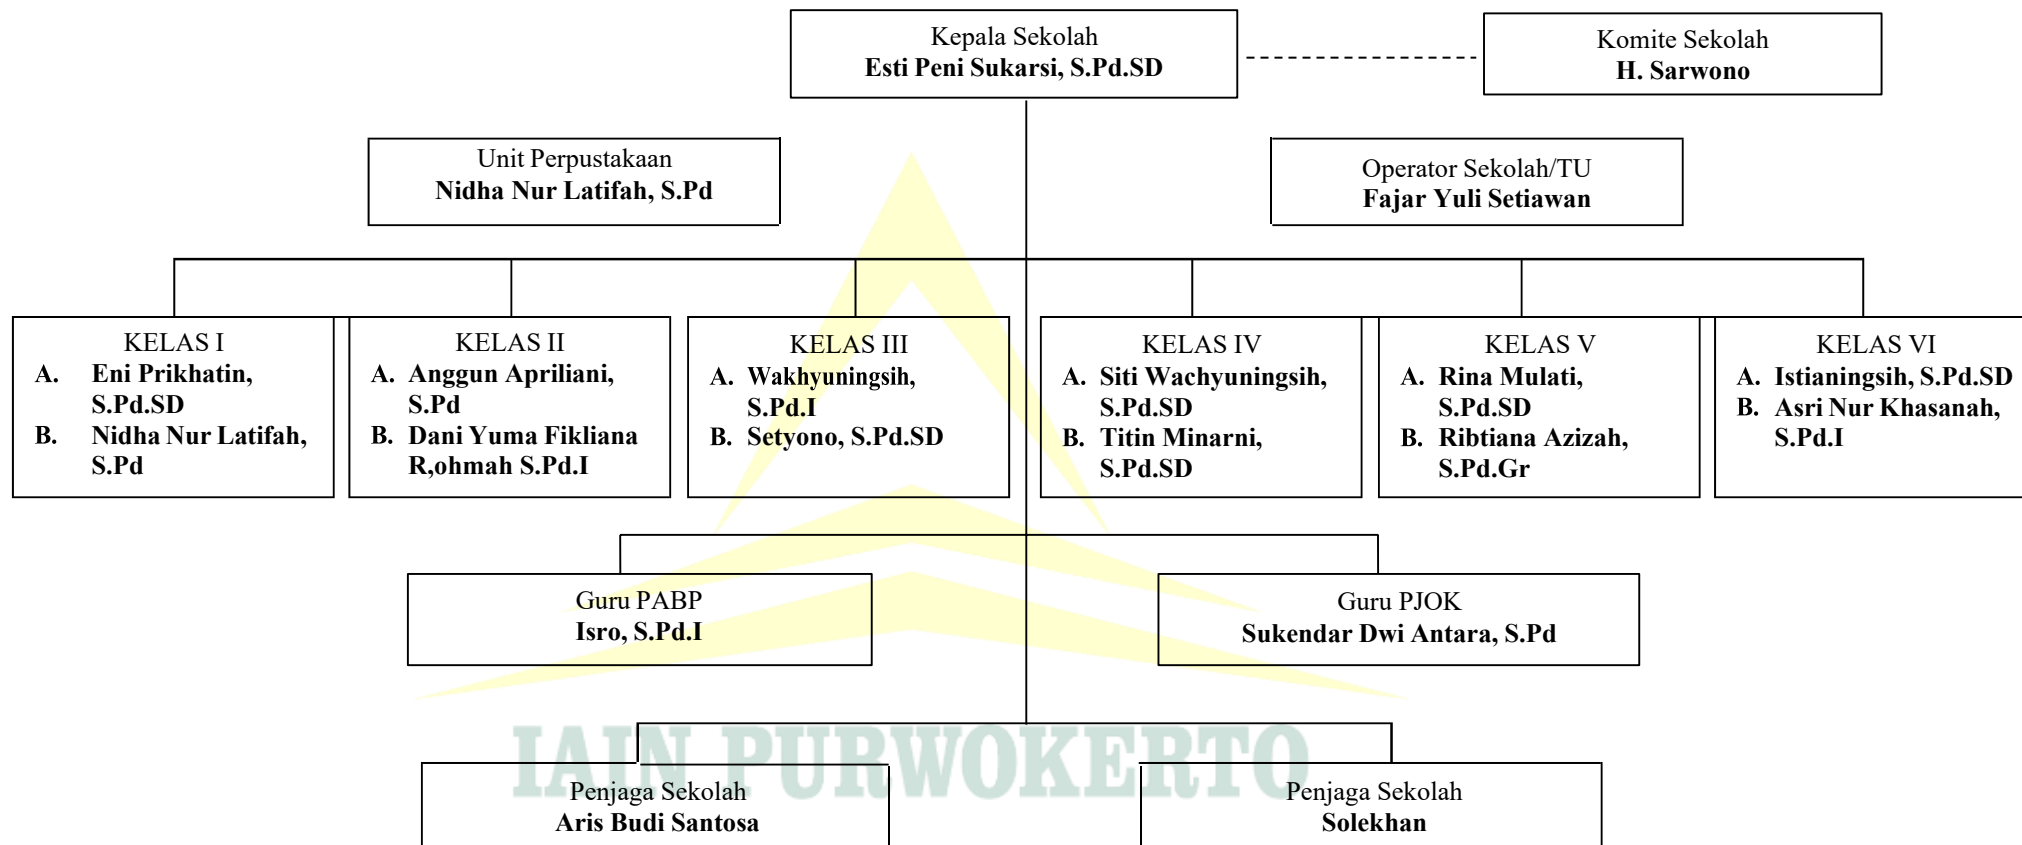 Kepala Sekolah
Esti Peni Sukarsi, S.Pd.SD
Komite Sekolah
H. Sarwono
Unit Perpustakaan
Nidha Nur Latifah, S.Pd
Operator Sekolah/TU
Fajar Yuli Setiawan
KELAS I
A. Eni Prikhatin,
S.Pd.SD
B. Nidha Nur Latifah,
S.Pd
KELAS II
A. Anggun Apriliani,
S.Pd
B. Dani Yuma Fikliana
R,ohmah S.Pd.I
KELAS III
A. Wakhyuningsih,
S.Pd.I
B. Setyono, S.Pd.SD
KELAS IV
A. Siti Wachyuningsih,
S.Pd.SD
B. Titin Minarni,
S.Pd.SD
KELAS V
A. Rina Mulati,
S.Pd.SD
B. Ribtiana Azizah,
S.Pd.Gr
KELAS VI
A. Istianingsih, S.Pd.SD
B. Asri Nur Khasanah,
S.Pd.I
Guru PABP
Isro, S.Pd.I
Guru PJOK
Sukendar Dwi Antara, S.Pd
IAIN PURWOKERTO
Penjaga Sekolah
Aris Budi Santosa
Penjaga Sekolah
Solekhan